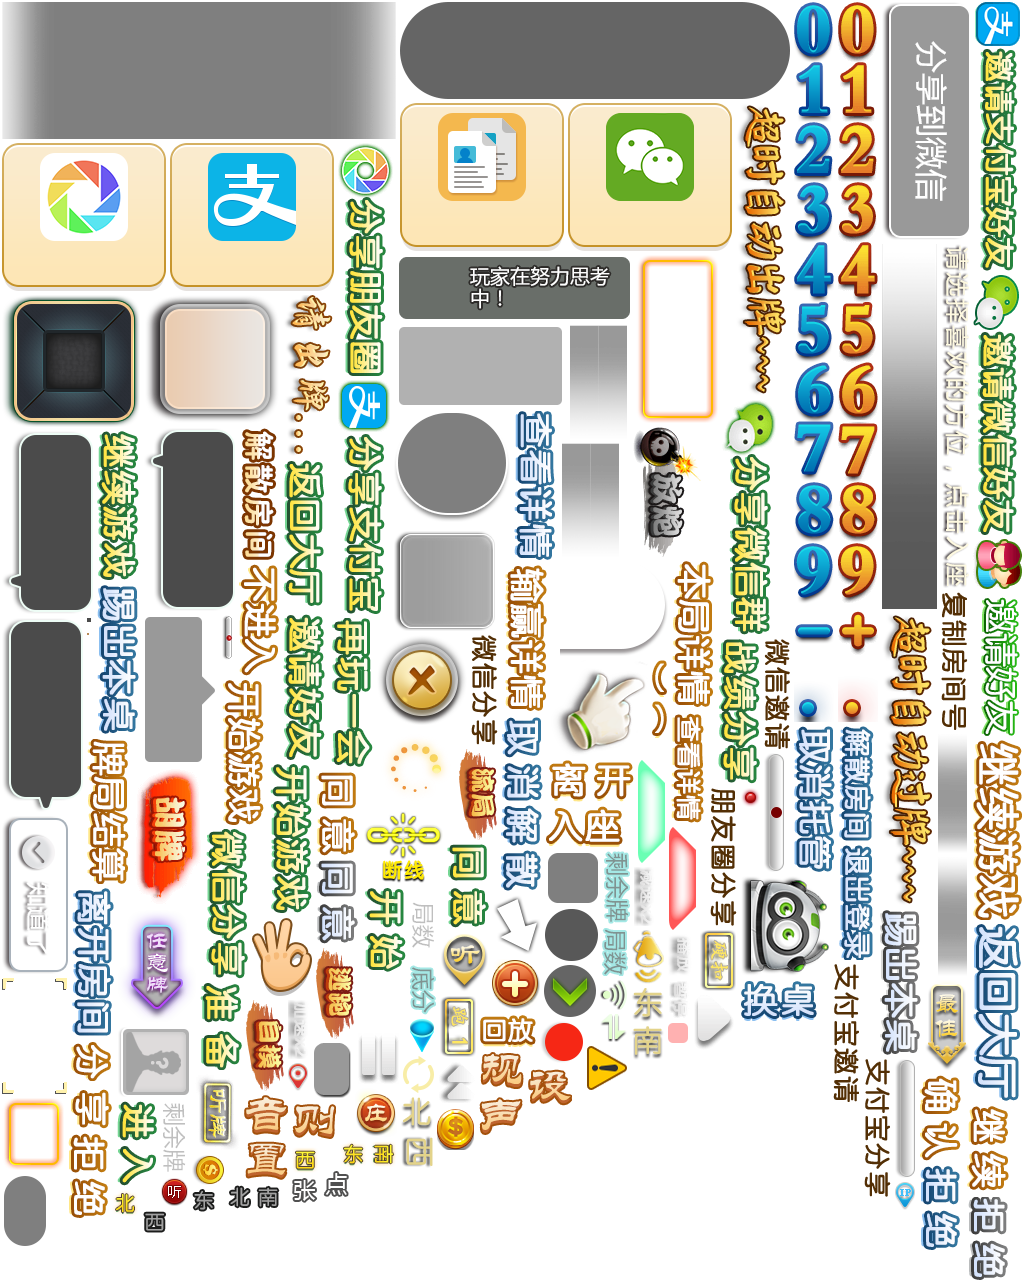 支
邀请支付宝好友
邀请微信好友
邀请好友
继续游戏
返回大厅
继续
拒绝
分享到微信
请选择喜欢的方位，点击入座
复制房间号
最佳
确认
拒绝
0123456789+
0123456789-
超时自动过牌~~~~
踢出本桌
支付宝分享
解散房间
退出登录
支付宝邀请
取消托管
超时自动出牌~~~~
微信邀请
换桌
分享微信群
战绩分享
朋友圈分享
本局详情
查看详情
放炮
玩家在努力思考
中！
查看详情
输赢详情
取消解散
离开
入座
剩余牌
局数
东
南
回放
规
设
声
微信分享
同意
听
分享朋友圈
支
分享支付宝
再玩一会
断线
开始
局数
底分
庄
北
西
支
请出牌...
返回大厅
邀请好友
开始游戏
同意
同意
自摸
音
置
解散房间
不进入
开始游戏
微信分享
准备
听牌
继续游戏
踢出本桌
牌局结算
胡牌
任意牌
离开房间
分享
拒绝
进入
剩余牌
知道了
西
东
南
张
点
北
西
听
东
北
南